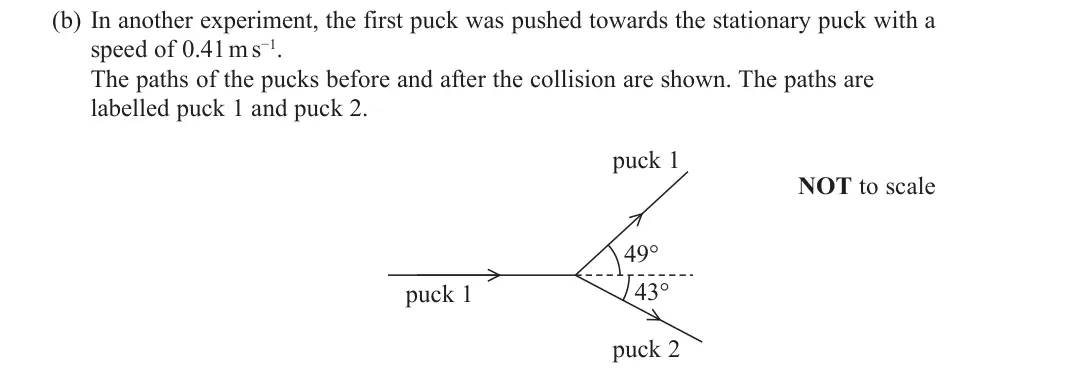 (b) In another experiment, the first puck was pushed towards the stationary puck with a
speed of 0.41 m s⁻¹.
The paths of the pucks before and after the collision are shown. The paths are
labelled puck 1 and puck 2.
puck 1
NOT to scale
49°
puck 1
43°
puck 2